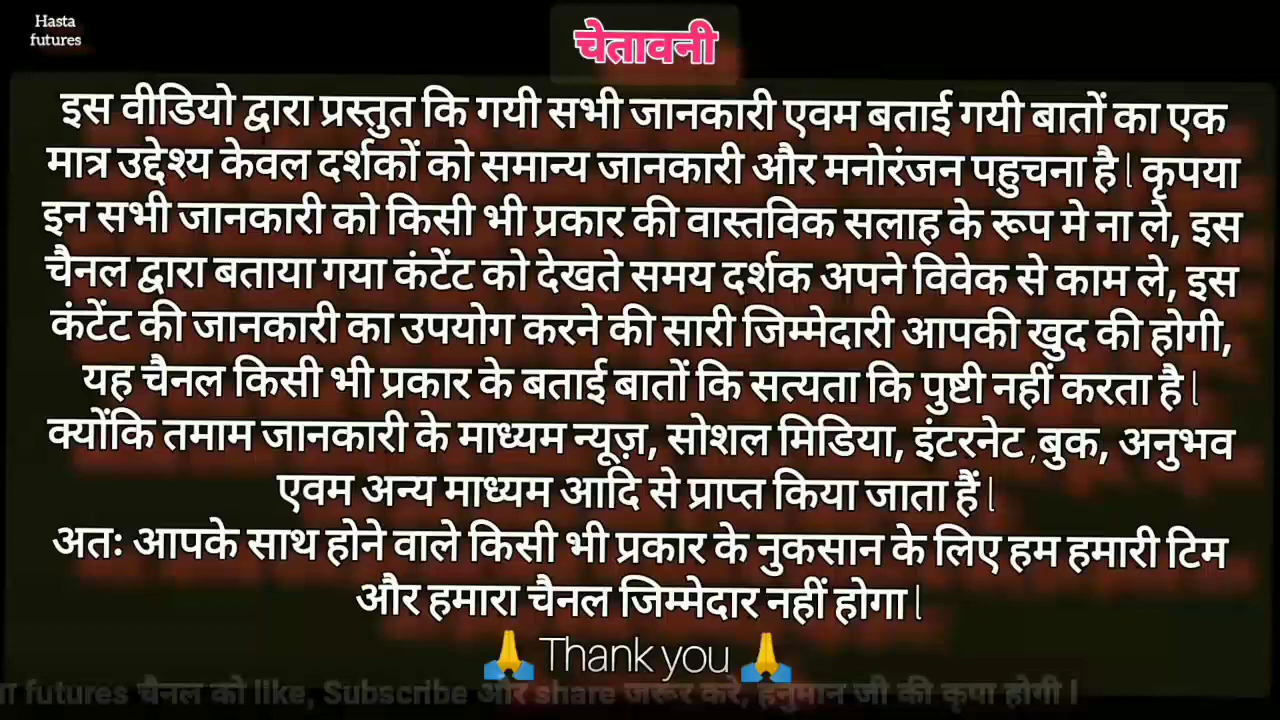 Hasta
futures
चेतावनी
इस वीडियो द्वारा प्रस्तुत कि गयी सभी जानकारी एवम बताई गयी बातों का एक
मात्र उद्देश्य केवल दर्शकों को समान्य जानकारी और मनोरंजन पहुचना है l कृपया
इन सभी जानकारी को किसी भी प्रकार की वास्तविक सलाह के रूप मे ना ले, इस
चैनल द्वारा बताया गया कंटेंट को देखते समय दर्शक अपने विवेक से काम ले, इस
कंटेंट की जानकारी का उपयोग करने की सारी जिम्मेदारी आपकी खुद की होगी,
यह चैनल किसी भी प्रकार के बताई बातों कि सत्यता कि पुष्टी नहीं करता है l
क्योंकि तमाम जानकारी के माध्यम न्यूज़, सोशल मिडिया, इंटरनेट ,बुक, अनुभव
एवम अन्य माध्यम आदि से प्राप्त किया जाता हैं l
अतः आपके साथ होने वाले किसी भी प्रकार के नुकसान के लिए हम हमारी टिम
और हमारा चैनल जिम्मेदार नहीं होगा l
🙏Thank you 🙏
futures चैनल को like, Subscribe और share जरूर करे, हनुमान जी की कृपा होगी l